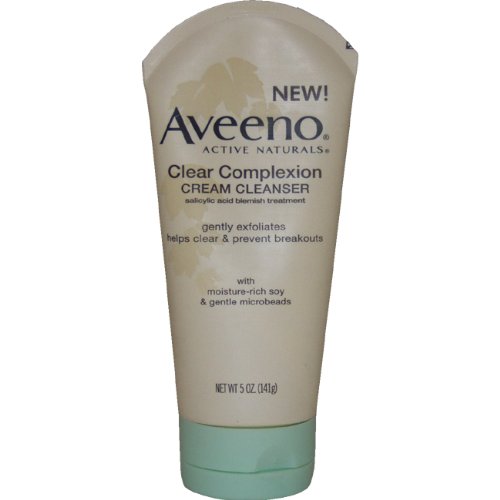 NEW!
Aveeno®
ACTIVE NATURALS®
Clear Complexion
CREAM CLEANSER
salicylic acid blemish treatment
gently exfoliates
helps clear & prevent breakouts
with
moisture-rich soy
& gentle microbeads
NET WT 5 OZ. (141g)